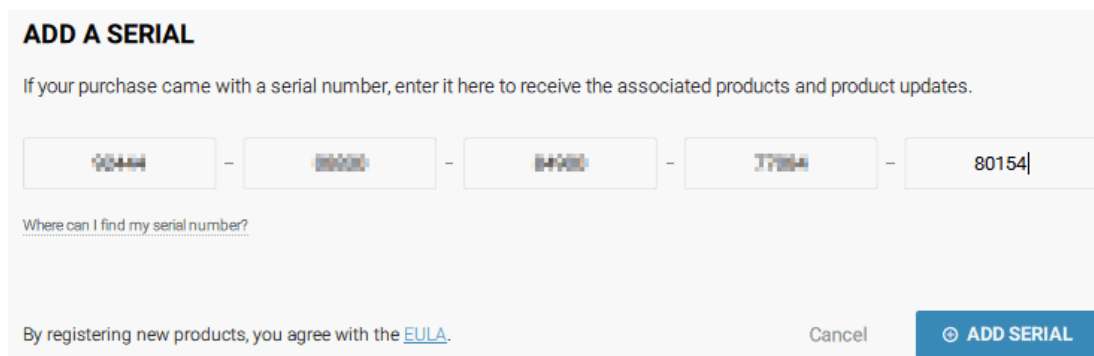 ADD A SERIAL
If your purchase came with a serial number, enter it here to receive the associated products and product updates.
- - - - 80154
Where can I find my serial number?
By registering new products, you agree with the EULA. Cancel ADD SERIAL